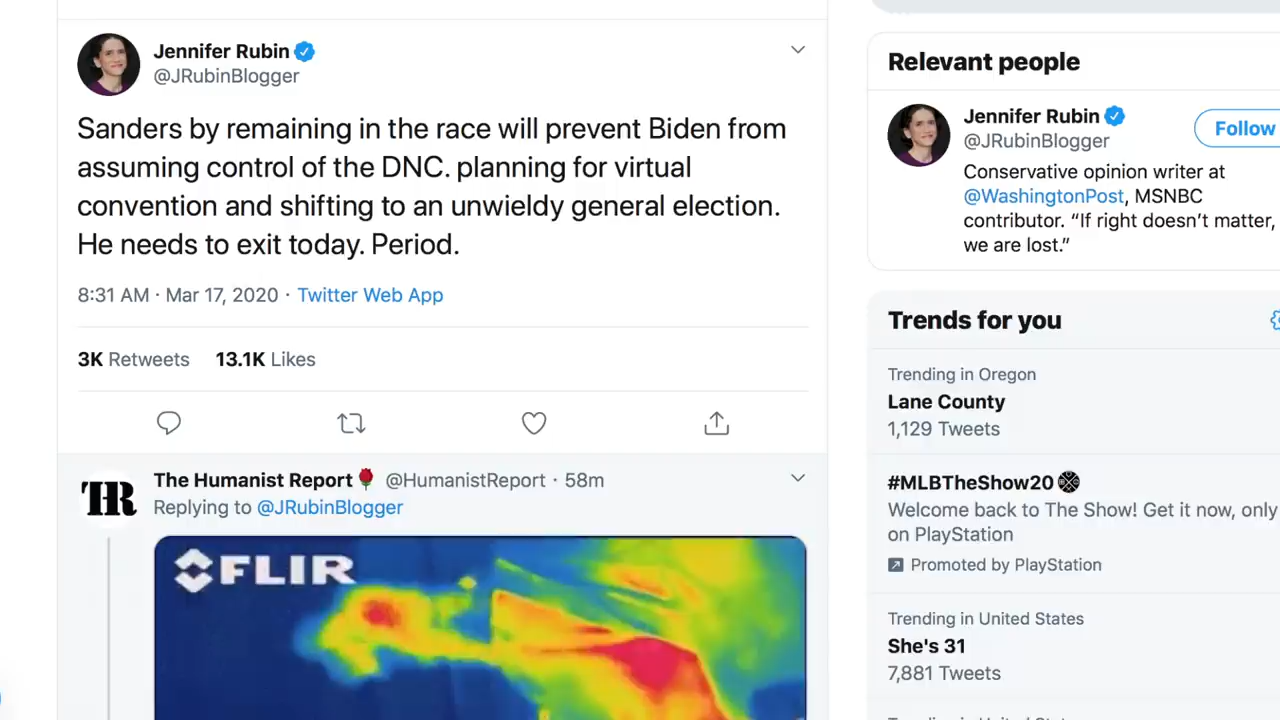 Jennifer Rubin
@JRubinBlogger
Sanders by remaining in the race will prevent Biden from
assuming control of the DNC. planning for virtual
convention and shifting to an unwieldy general election.
He needs to exit today. Period.
8:31 AM · Mar 17, 2020 · Twitter Web App
3K Retweets 13.1K Likes
THR
The Humanist Report🌹 @HumanistReport · 58m
Replying to @JRubinBlogger
FLIR
Relevant people
Jennifer Rubin
@JRubinBlogger
Follow
Conservative opinion writer at
@WashingtonPost, MSNBC
contributor. “If right doesn’t matter,
we are lost.”
Trends for you
Trending in Oregon
Lane County
1,129 Tweets
#MLBTheShow20
Welcome back to The Show! Get it now, only
on PlayStation
Promoted by PlayStation
Trending in United States
She's 31
7,881 Tweets